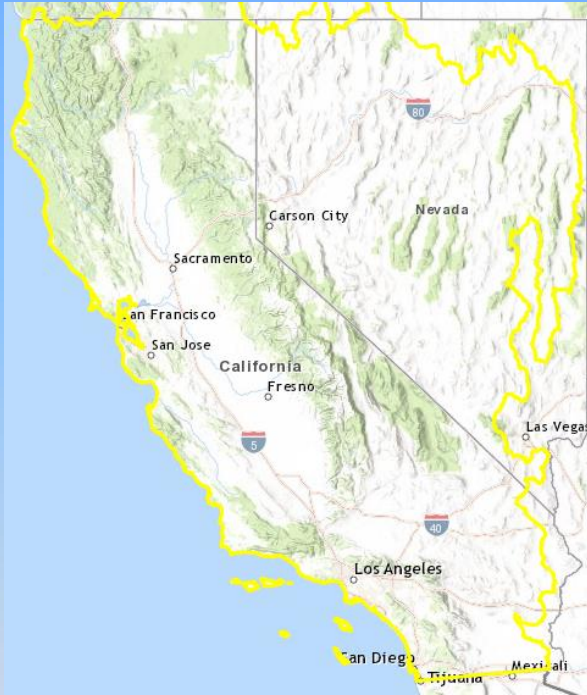 80
Nevada
Carson City
Sacramento
San Francisco
San Jose
California
Fresno
Las Vegas
5
40
Los Angeles
San Diego
Tijuana
Mexicali